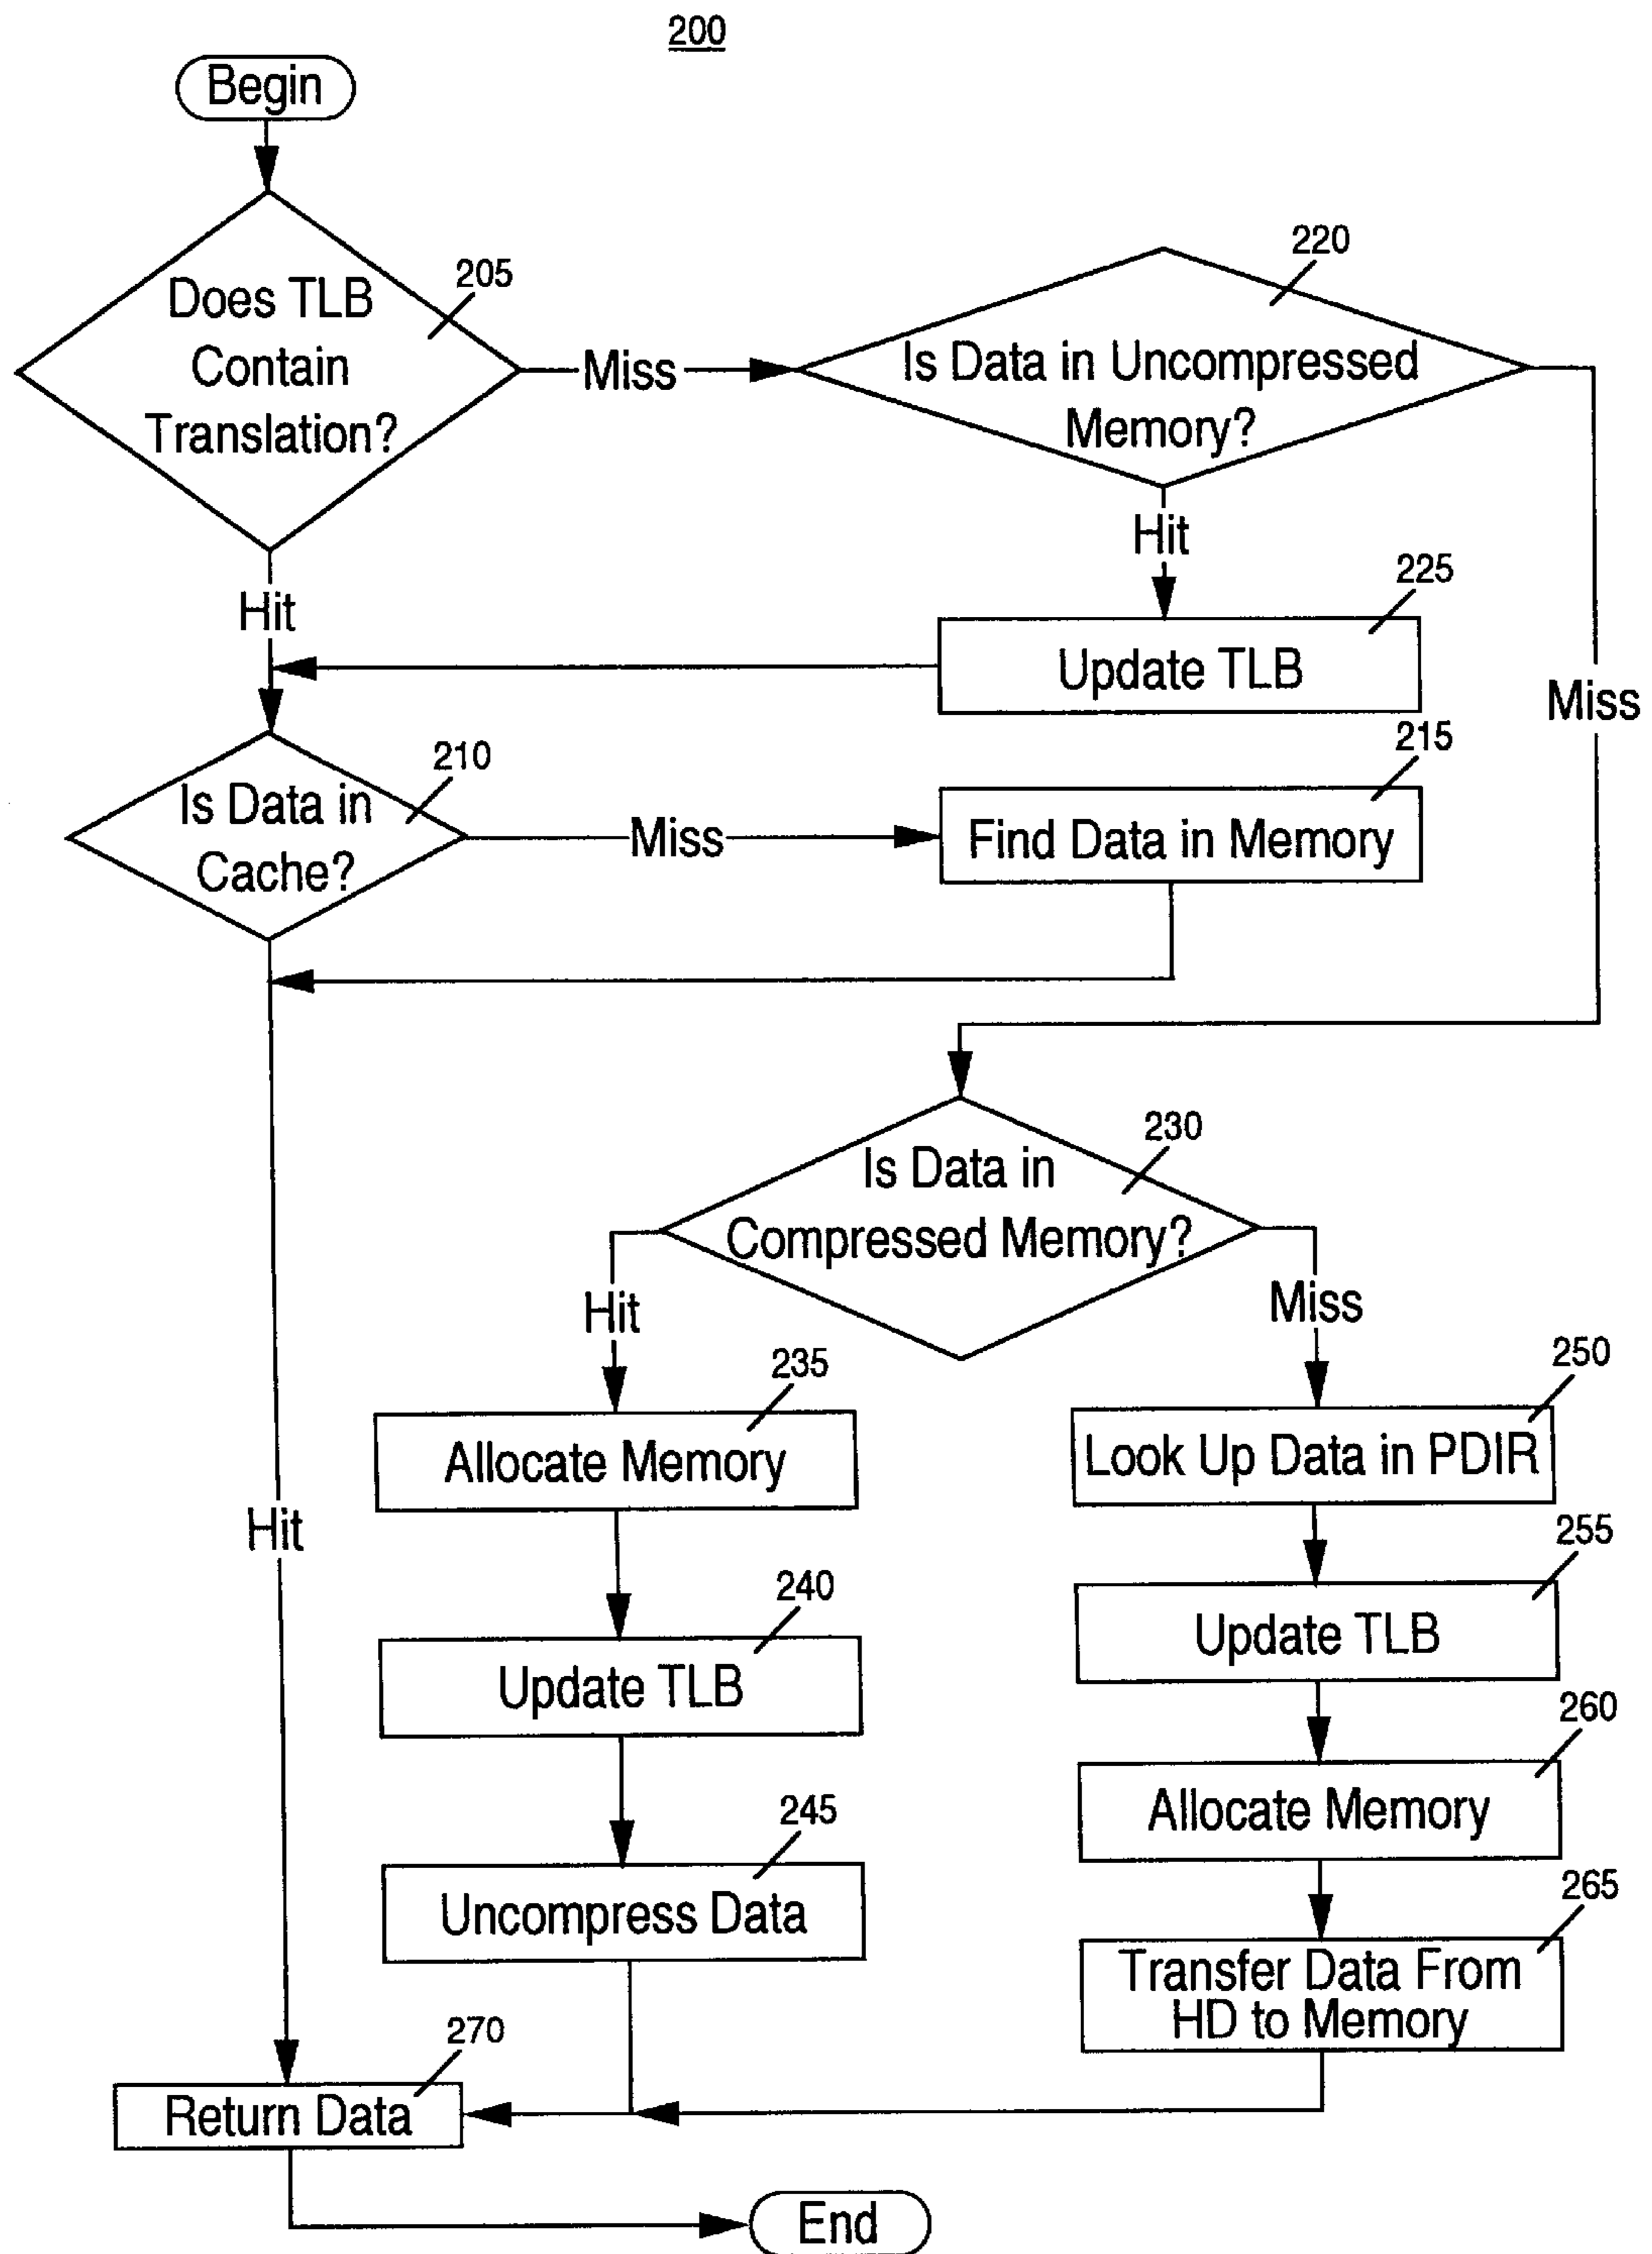 200
Begin
205
Does TLB
Contain
Translation?
Miss
220
Is Data in Uncompressed
Memory?
Hit
Hit
225
Update TLB
Miss
210
Is Data in
Cache?
Miss
215
Find Data in Memory
230
Is Data in
Compressed Memory?
Hit
Miss
Hit
235
Allocate Memory
250
Look Up Data in PDIR
240
Update TLB
255
Update TLB
260
Allocate Memory
245
Uncompress Data
265
Transfer Data From
HD to Memory
270
Return Data
End